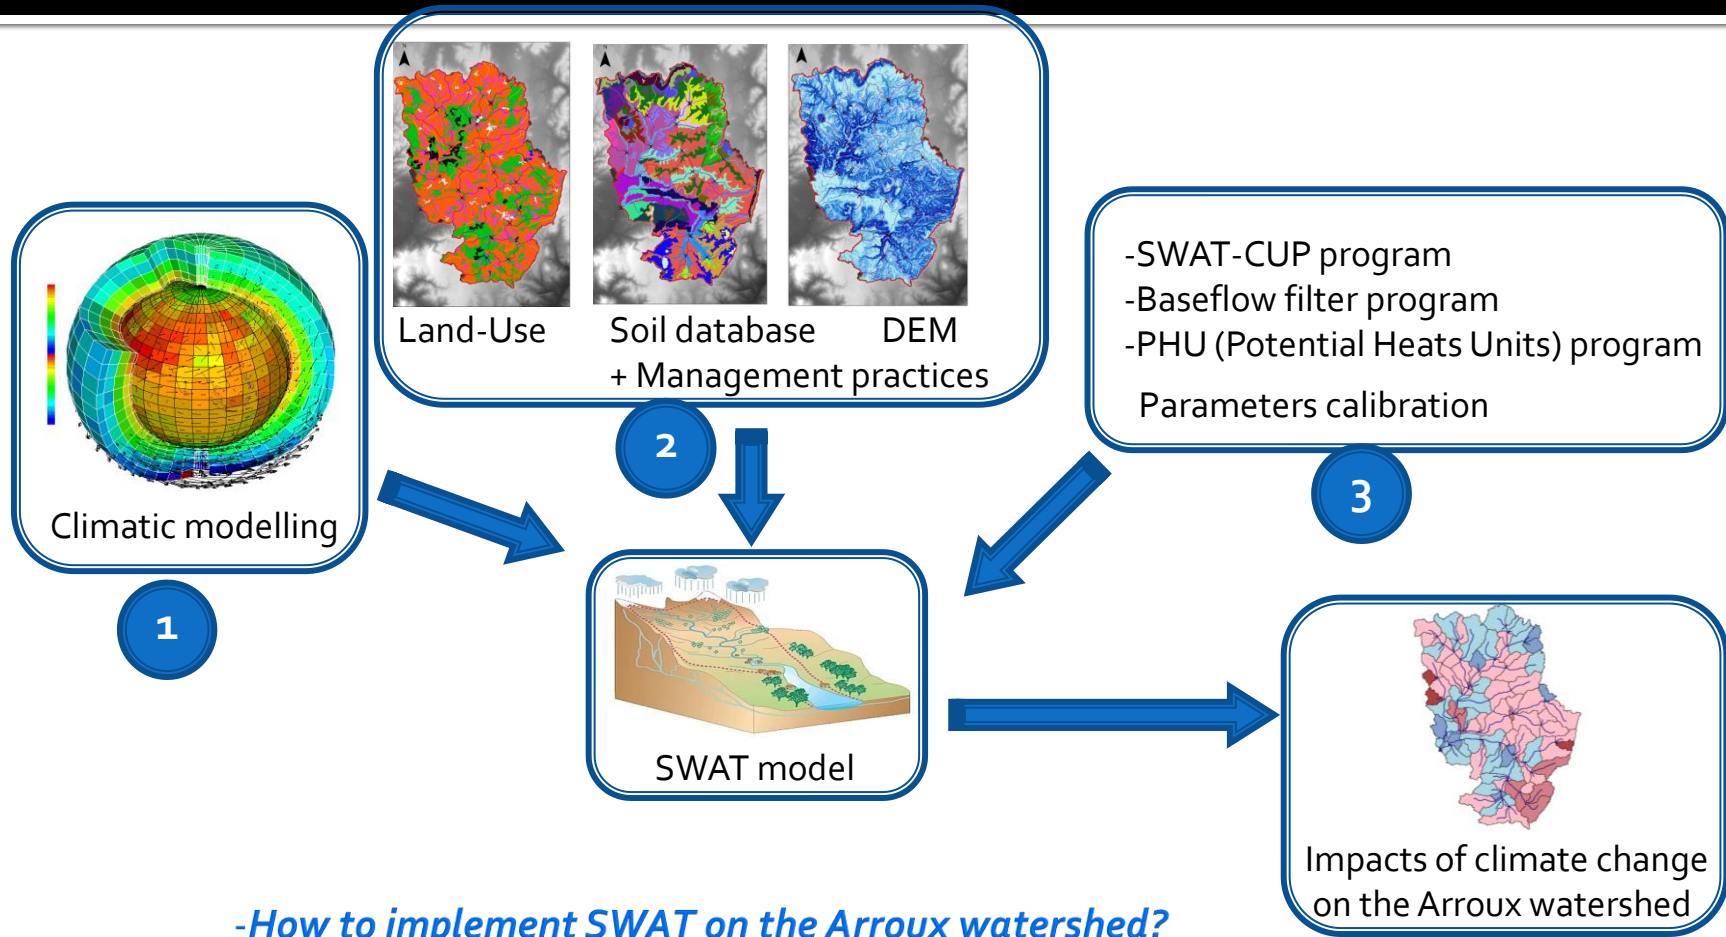 Land-Use
Soil database
DEM
+ Management practices
2
Climatic modelling
1
-SWAT-CUP program
-Baseflow filter program
-PHU (Potential Heats Units) program
Parameters calibration
3
SWAT model
Impacts of climate change
on the Arroux watershed
-How to implement SWAT on the Arroux watershed?